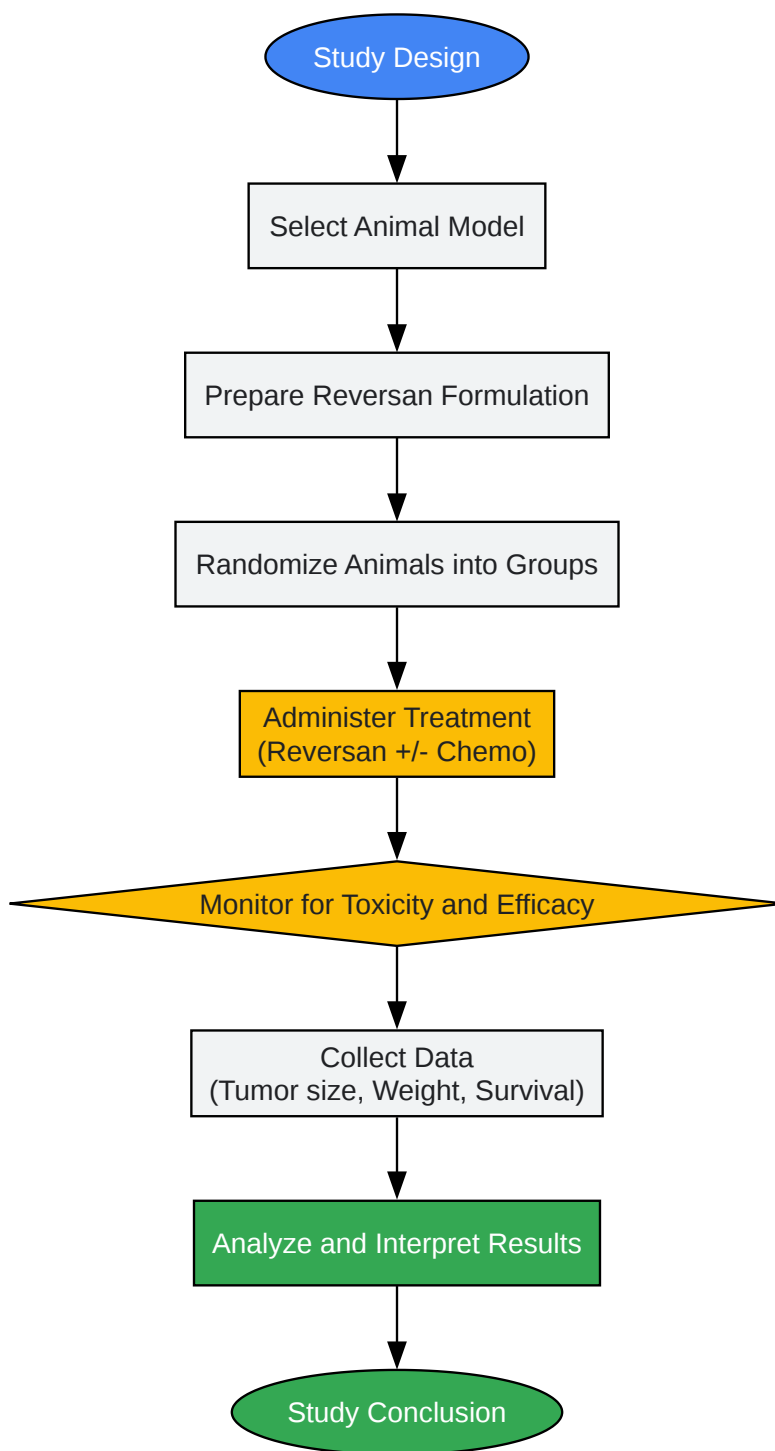 Study Design
Select Animal Model
Prepare Reversan Formulation
Randomize Animals into Groups
Administer Treatment
(Reversan +/- Chemo)
Monitor for Toxicity and Efficacy
Collect Data
(Tumor size, Weight, Survival)
Analyze and Interpret Results
Study Conclusion